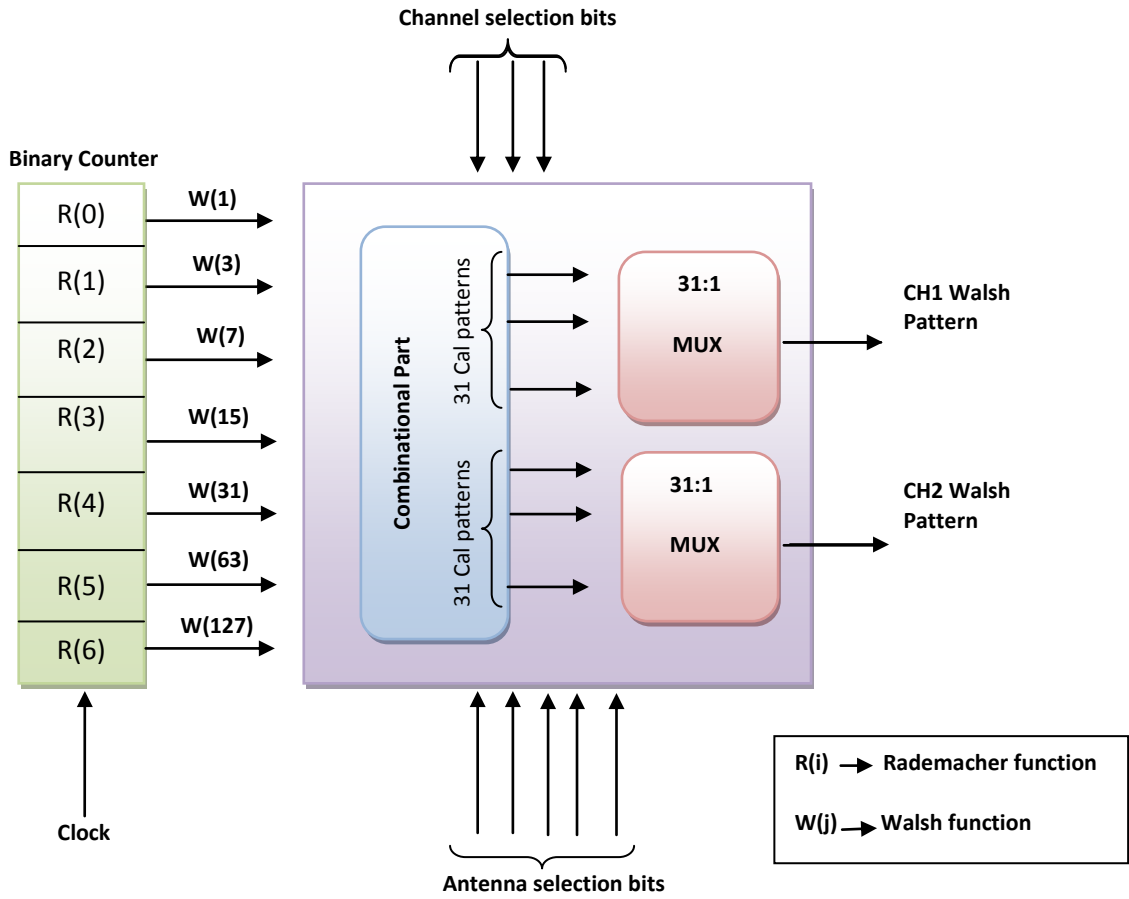 Channel selection bits
Binary Counter
R(0)
R(1)
R(2)
R(3)
R(4)
R(5)
R(6)
W(1)
W(3)
W(7)
W(15)
W(31)
W(63)
W(127)
Clock
Combinational Part
31 Cal patterns
31 Cal patterns
31:1
MUX
31:1
MUX
CH1 Walsh
Pattern
CH2 Walsh
Pattern
Antenna selection bits
R(i) Rademacher function
W(j) Walsh function